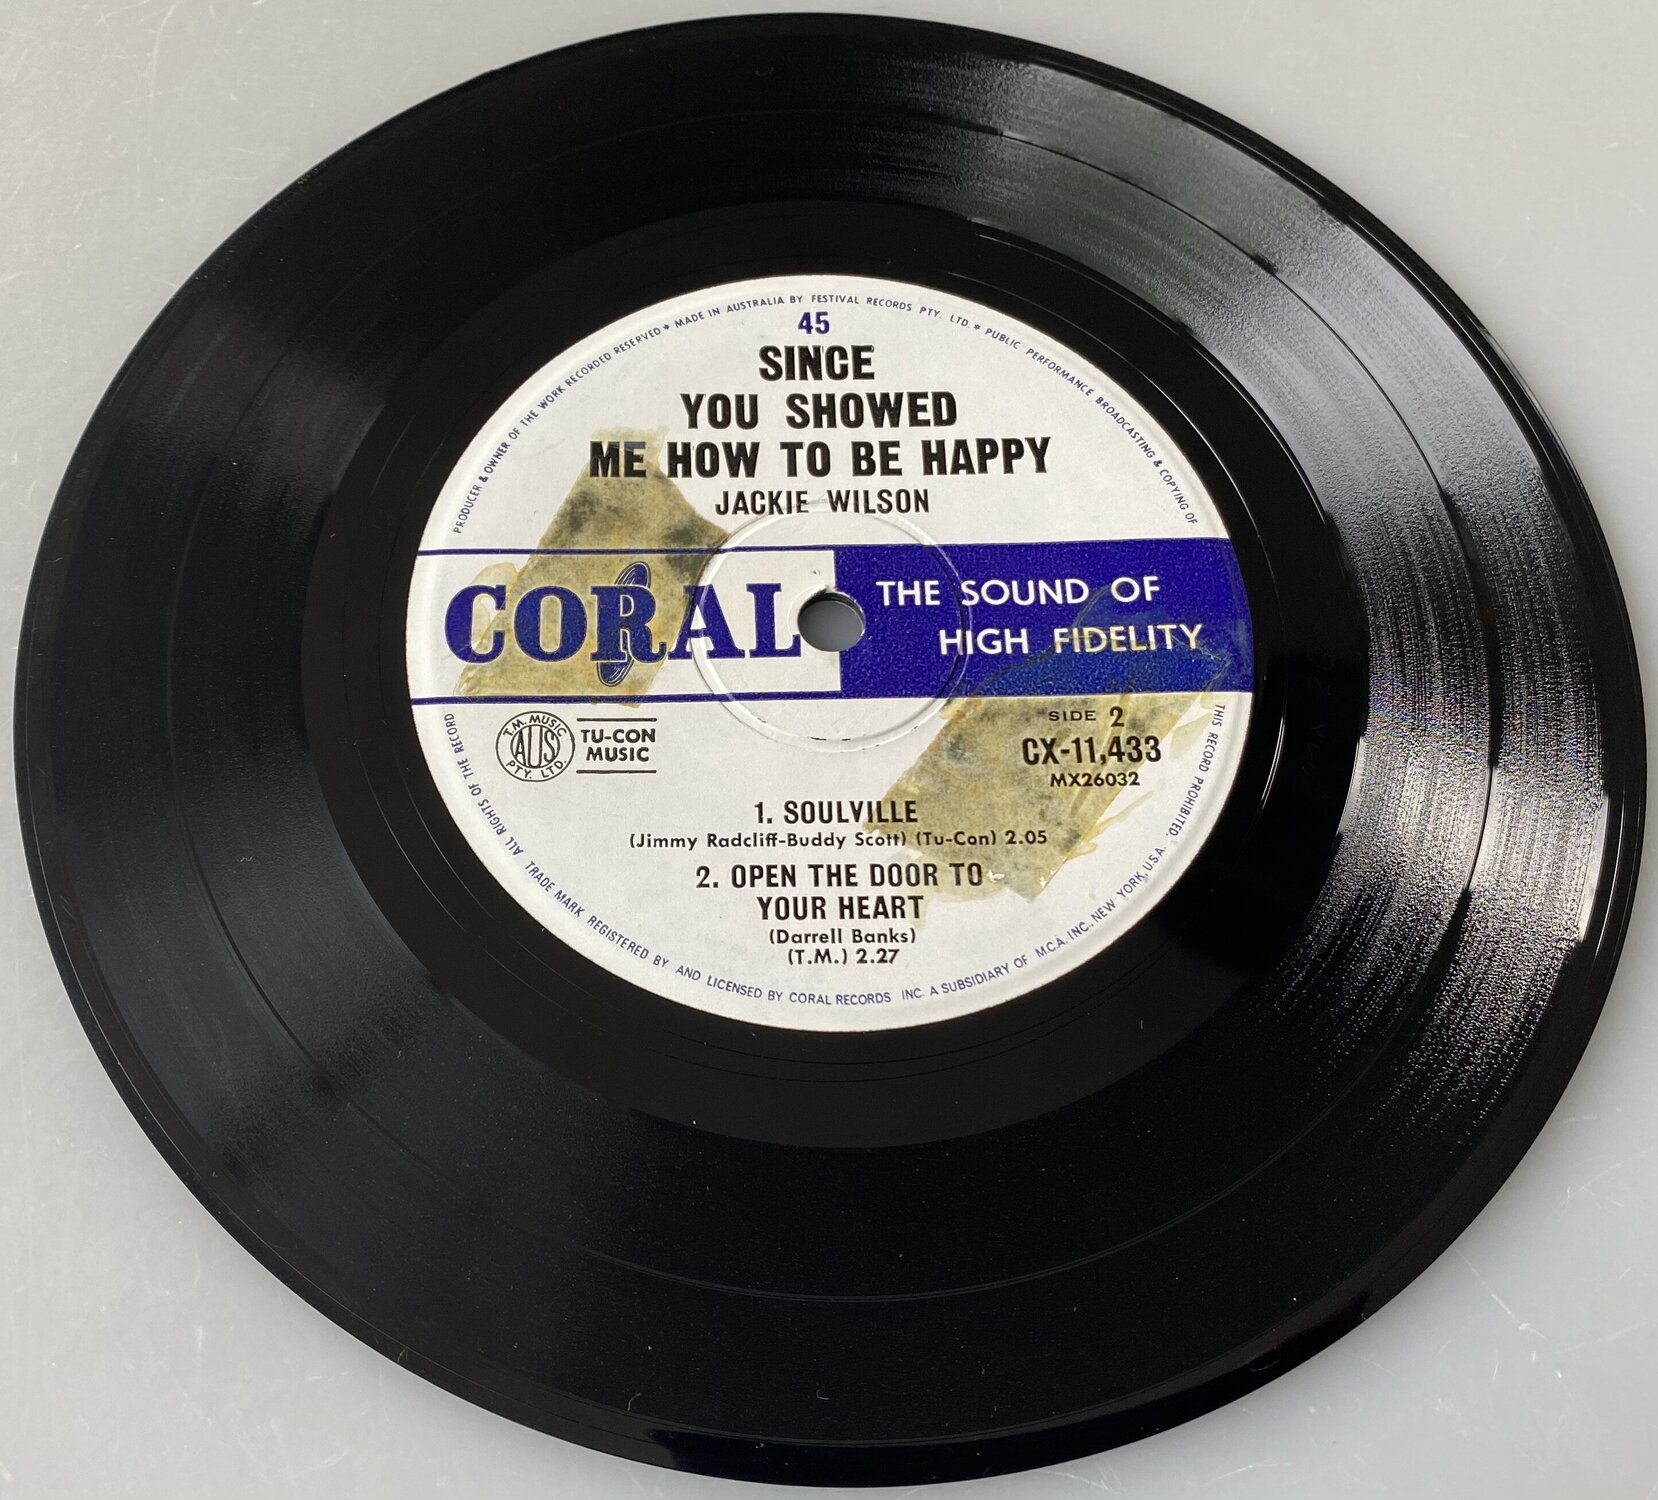 PRODUCER & OWNER OF THE WORK RECORDED RESERVED * MADE IN AUSTRALIA BY FESTIVAL RECORDS PTY. LTD. * PUBLIC PERFORMANCE BROADCASTING & COPYING OF
45
SINCE
YOU SHOWED
ME HOW TO BE HAPPY
JACKIE WILSON
CORAL
THE SOUND OF
HIGH FIDELITY
T.M. MUSIC
AUS
PTY. LTD.
TU-CON
MUSIC
SIDE 2
CX-11,433
MX26032
1. SOULVILLE
(Jimmy Radcliff-Buddy Scott) (Tu-Con) 2.05
2. OPEN THE DOOR TO
YOUR HEART
(Darrell Banks)
(T.M.) 2.27
THIS RECORD PROHIBITED.
ALL RIGHTS OF THE RECORD
TRADE MARK REGISTERED BY AND LICENSED BY CORAL RECORDS INC. A SUBSIDIARY OF M.C.A. INC. NEW YORK, U.S.A.